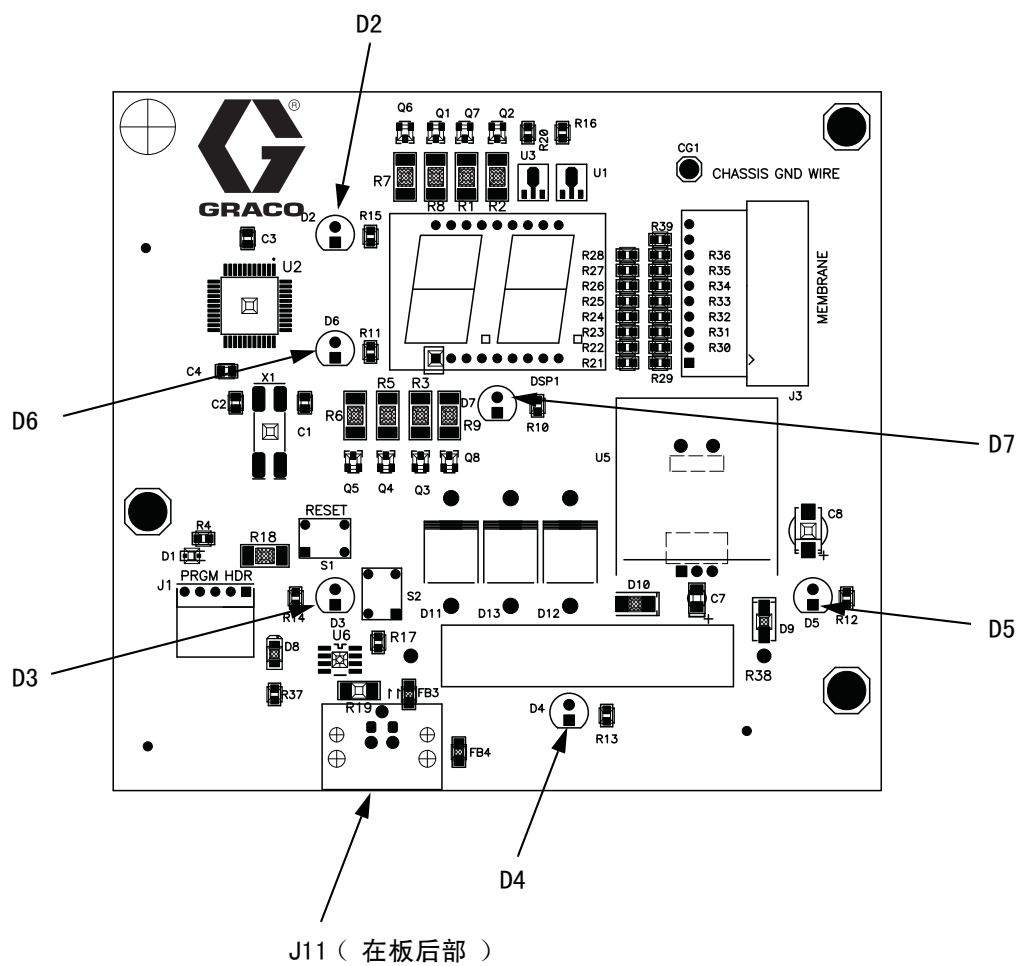 D2
Q6
Q1
Q7
Q2
R20
R16
U3
U1
CG1
CHASSIS GND WIRE
®
GRACO
R7
R8
R1
R2
D2
R15
C3
U2
R39
R28
R36
R27
R35
R26
R34
R25
R33
R24
R32
R23
R31
R22
R30
R21
R29
MEMBRANE
J3
D6
R11
C4
X1
C2
C1
R5
R3
R6
R9
D7
DSP1
R10
D6
D7
Q5
Q4
Q3
Q8
U5
RESET
S1
R4
D1
R18
C8
+
J1
PRGM HDR
R14
D3
S2
D11
D13
D12
D10
C7
+
D9
D5
R12
D5
U6
R17
D8
R38
D3
R37
R19
11
FB3
D4
R13
FB4
D4
J11（ 在板后部 ）